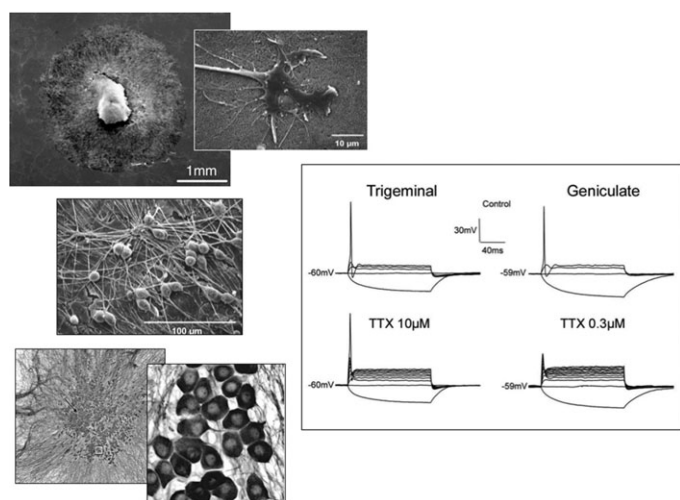 1mm
10 µm
100 µm
Trigeminal
Control
Geniculate
30mV
40ms
-60mV
-59mV
TTX 10µM
TTX 0.3µM
-60mV
-59mV